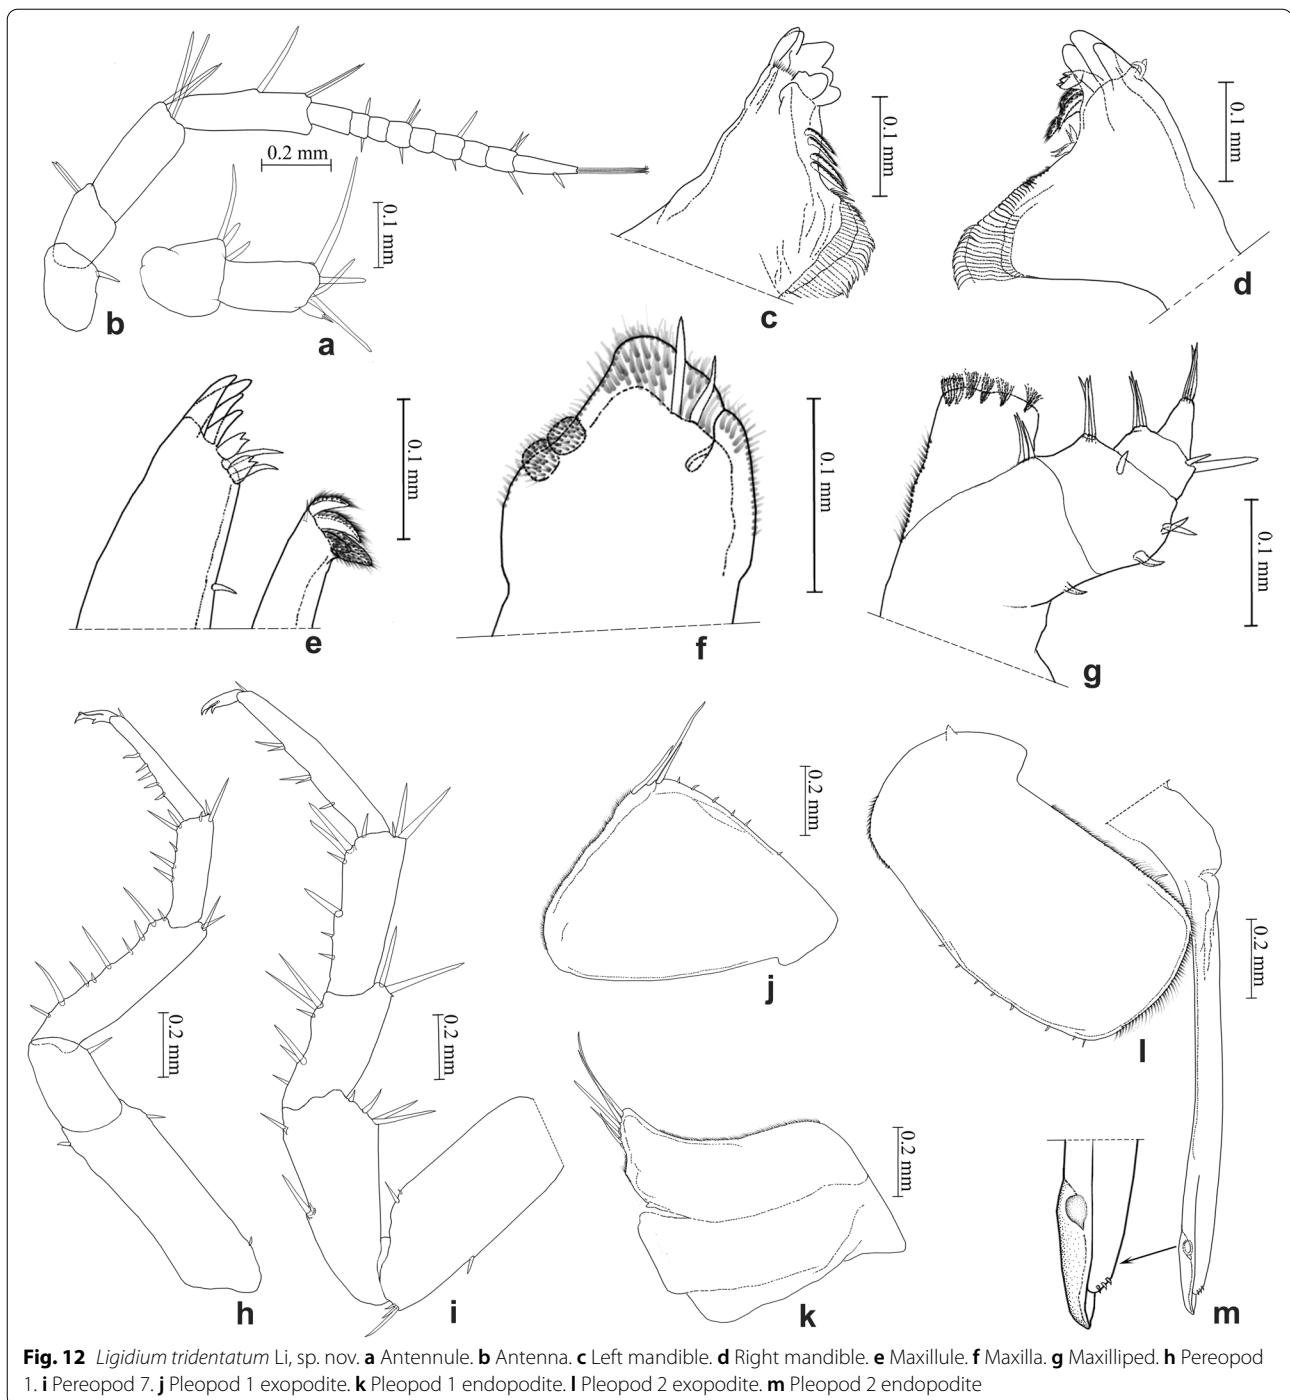 0.2 mm
0.1 mm
b
a
0.1 mm
c
0.1 mm
d
0.1 mm
e
0.1 mm
f
0.1 mm
g
0.2 mm
h
0.2 mm
i
0.2 mm
j
0.2 mm
k
0.2 mm
l
m
Fig. 12 Ligidium tridentatum Li, sp. nov. a Antennule. b Antenna. c Left mandible. d Right mandible. e Maxillule. f Maxilla. g Maxilliped. h Pereopod
1. i Pereopod 7. j Pleopod 1 exopodite. k Pleopod 1 endopodite. l Pleopod 2 exopodite. m Pleopod 2 endopodite